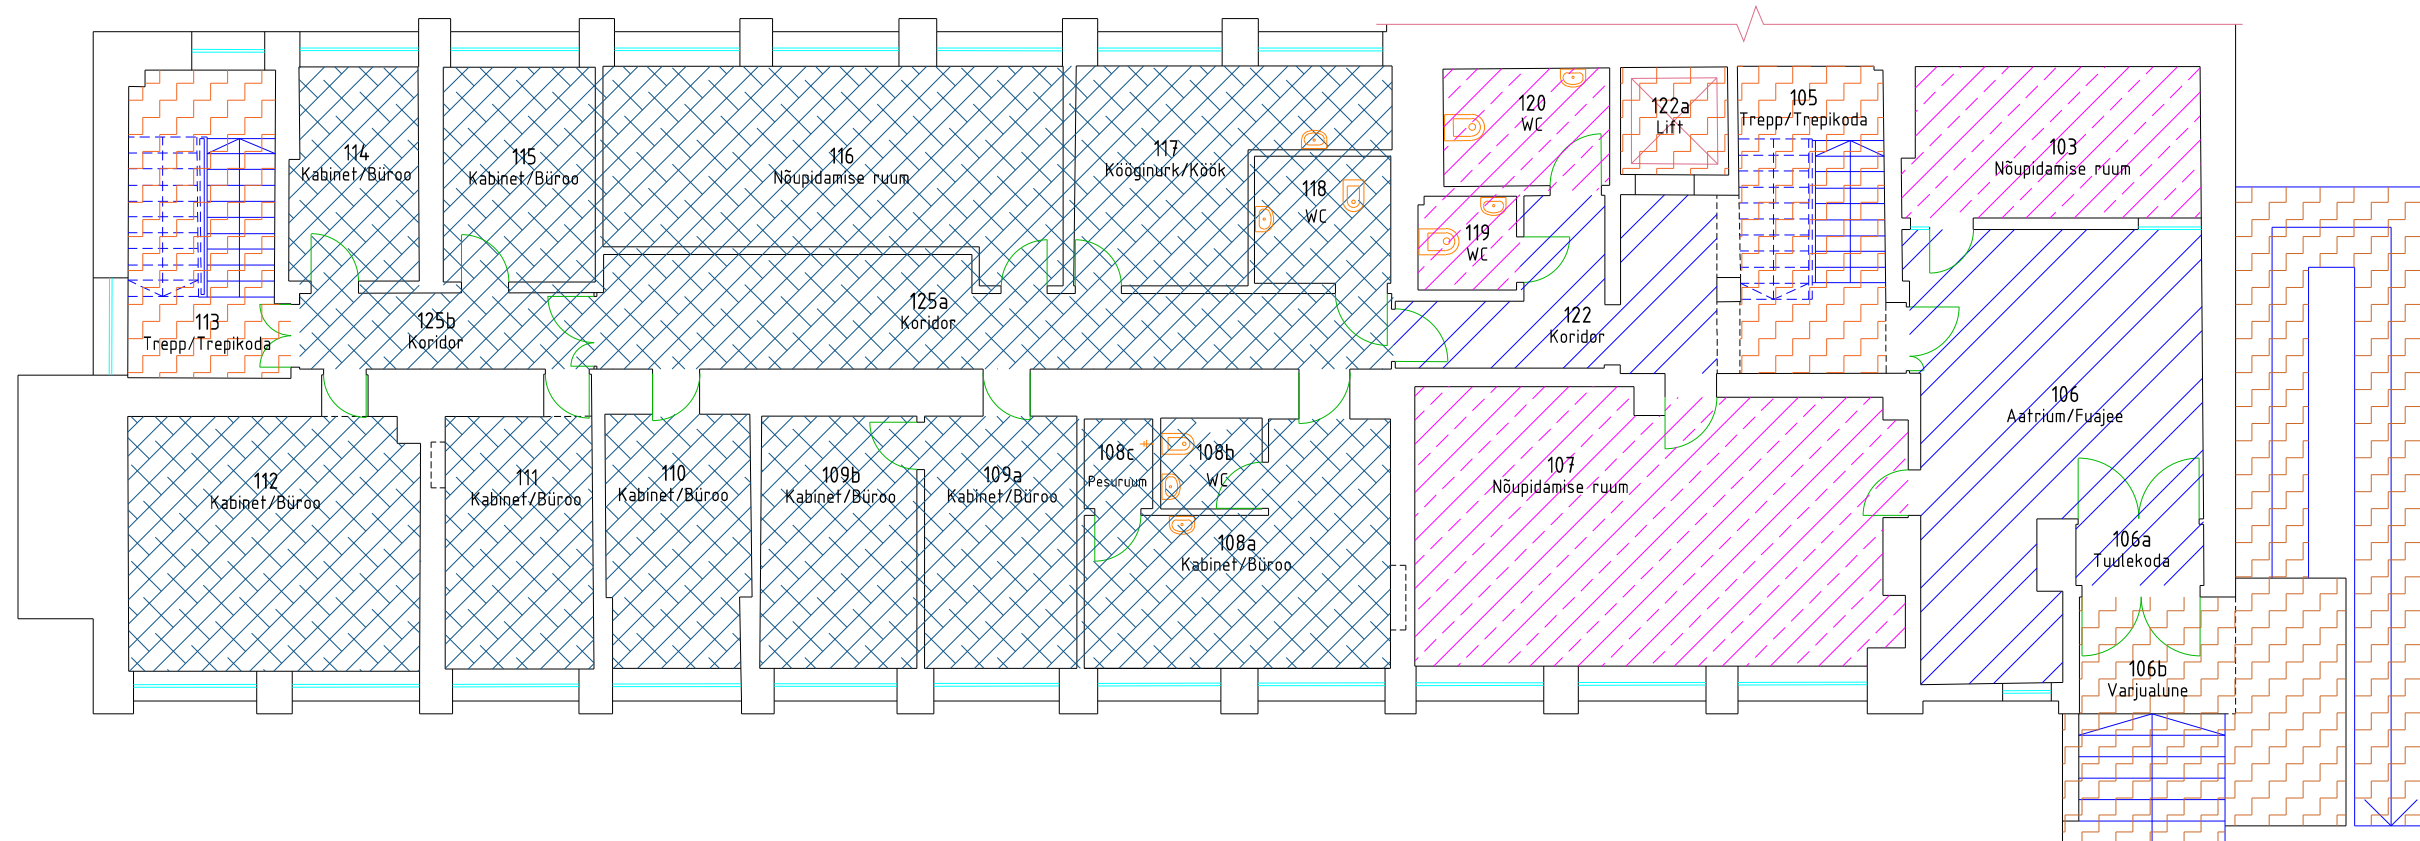 120
WC
122a
Lift
105
Trepp/Trepikoda
103
Nõupidamise ruum
114
Kabinet/Büroo
115
Kabinet/Büroo
116
Nõupidamise ruum
117
Kööginurk/Köök
118
WC
119
WC
113
Trepp/Trepikoda
125b
Koridor
125a
Koridor
122
Koridor
106
Aatrium/Fuajee
112
Kabinet/Büroo
111
Kabinet/Büroo
110
Kabinet/Büroo
109b
Kabinet/Büroo
109a
Kabinet/Büroo
108c
Pesuruum
108b
WC
108a
Kabinet/Büroo
107
Nõupidamise ruum
106a
Tuulekoda
106b
Varjualune